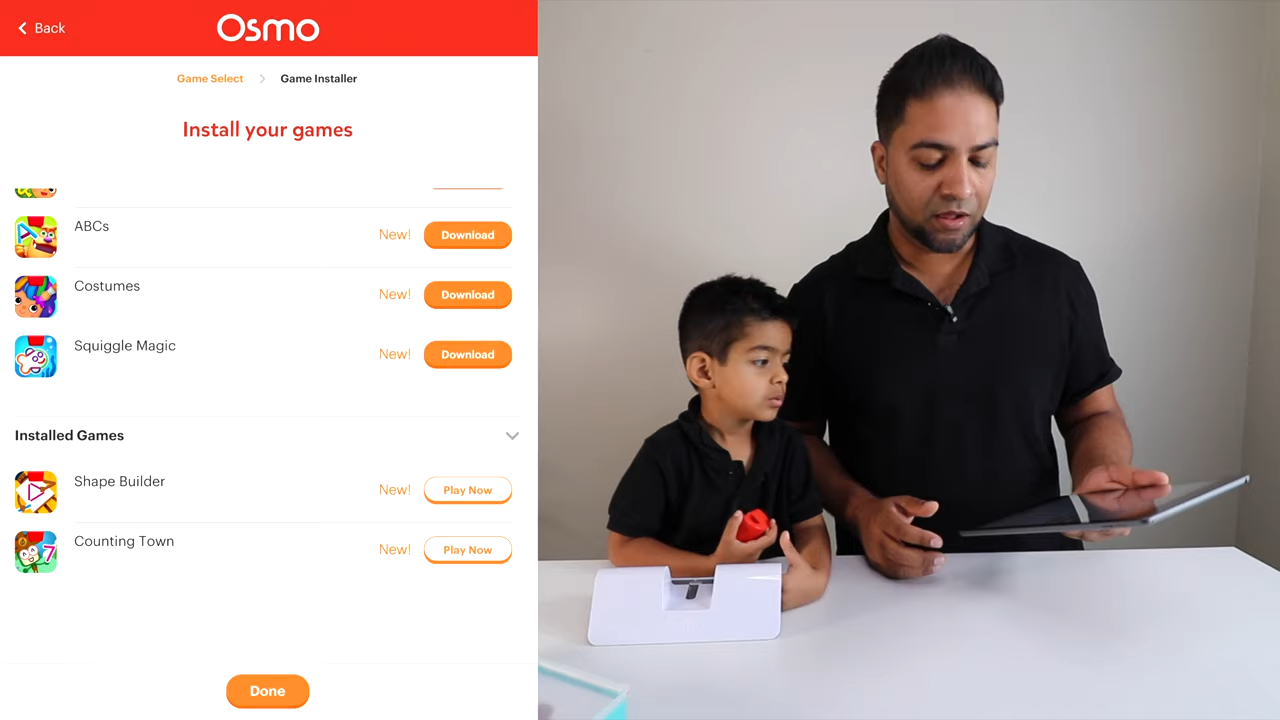 Back
Osmo
Game Select > Game Installer
Install your games
ABCs
New! Download
Costumes
New! Download
Squiggle Magic
New! Download
Installed Games
Shape Builder
New! Play Now
Counting Town
7
New! Play Now
Done